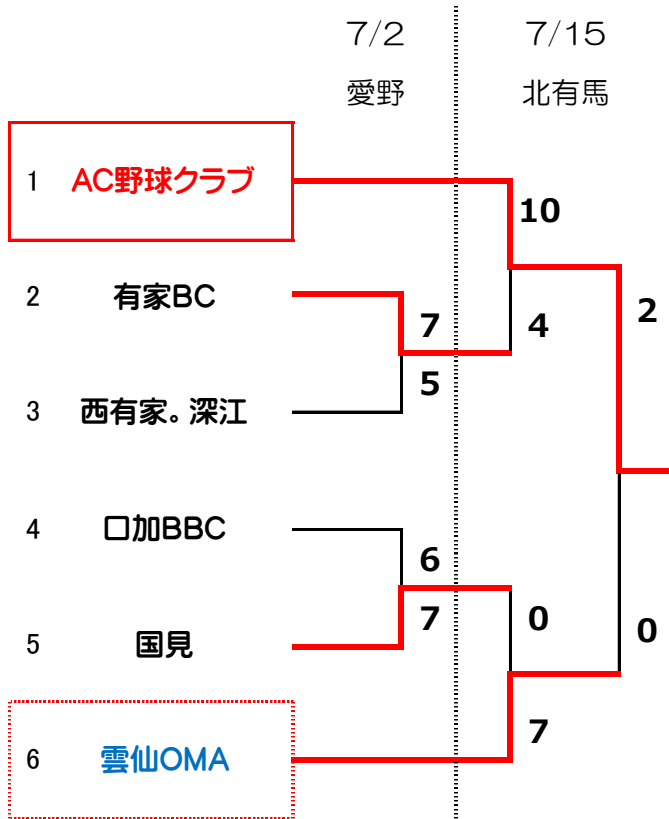 7/2 7/15
愛野 北有馬
1 AC野球クラブ
10
2 有家BC
7 4 2
5
3 西有家。深江
4 口加BBC
6
7 0 0
5 国見
7
6 雲仙OMA